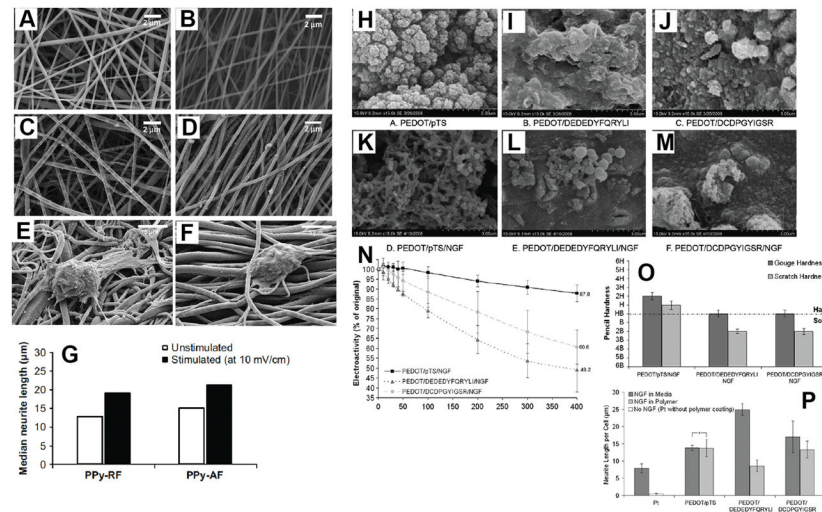 A
2 µm
B
2 µm
C
2 µm
D
2 µm
E
F
G
Unstimulated
Stimulated (at 10 mV/cm)
Median neurite length (µm)
30
25
20
15
10
5
0
PPy-RF
PPy-AF
H
I
J
A. PEDOT/pTS
B. PEDOT/DEDEDYFQRYLI
C. PEDOT/DCDPGYIGSR
K
L
M
D. PEDOT/pTS/NGF
E. PEDOT/DEDEDYFQRYLI/NGF
F. PEDOT/DCDPGYIGSR/NGF
N
Electroactivity (% of original)
100
95
90
85
80
75
70
65
60
55
50
45
40
35
87.8
60.6
49.2
PEDOT/pTS/NGF
PEDOT/DEDEDYFQRYLI/NGF
PEDOT/DCDPGYIGSR/NGF
0
50
100
200
300
400
O
Gouge Hardness
Scratch Hardness
Pencil Hardness
6H
5H
4H
3H
2H
H
HB
B
2B
3B
4B
5B
6B
Ha
So
PEDOT/pTS/NGF
PEDOT/DEDEDYFQRYLI
NGF
PEDOT/DCDPGYIGSR
NGF
P
NGF in Media
NGF in Polymer
No NGF (Pt without polymer coating)
Neurite Length per Cell (µm)
30
25
20
15
10
5
0
Pt
PEDOT/pTS
PEDOT/
DEDEDYFQRYLI
PEDOT/
DCDPGYIGSR